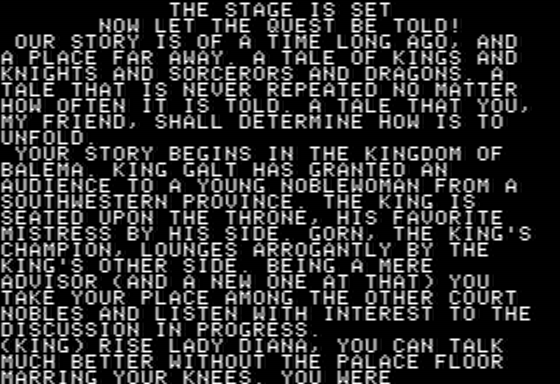 THE STAGE IS SET
NOW LET THE QUEST BE TOLD!
OUR STORY IS OF A TIME LONG AGO, AND
A PLACE FAR AWAY. A TALE OF KINGS AND
KNIGHTS AND SORCERORS AND DRAGONS. A
TALE THAT IS NEVER REPEATED NO MATTER
HOW OFTEN IT IS TOLD. A TALE THAT YOU,
MY FRIEND, SHALL DETERMINE HOW IS TO
UNFOLD.
YOUR STORY BEGINS IN THE KINGDOM OF
BALEMA. KING GALT HAS GRANTED AN
AUDIENCE TO A YOUNG NOBLEWOMAN FROM A
SOUTHWESTERN PROVINCE. THE KING IS
SEATED UPON THE THRONE, HIS FAVORITE
MISTRESS BY HIS SIDE. GORN, THE KING'S
CHAMPION, LOUNGES ARROGANTLY BY THE
KING'S OTHER SIDE. BEING A MERE
ADVISOR (AND A NEW ONE AT THAT) YOU
TAKE YOUR PLACE AMONG THE OTHER COURT
NOBLES AND LISTEN WITH INTEREST TO THE
DISCUSSION IN PROGRESS.
(KING) RISE LADY DIANA, YOU CAN TALK
MUCH BETTER WITHOUT THE PALACE FLOOR
MARRING YOUR KNEES. YOU WERE